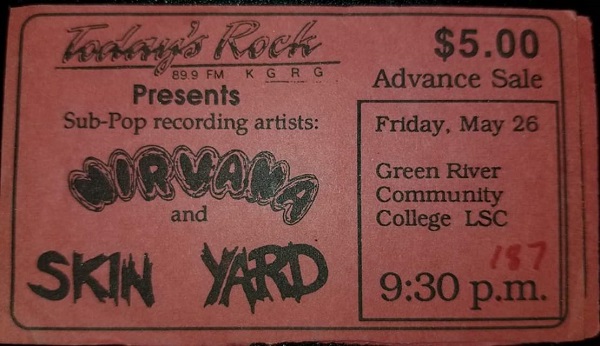 Today's Rock
89.9 FM KGRG
Presents
Sub-Pop recording artists:
NIRVANA
and
SKIN YARD
$5.00
Advance Sale
Friday, May 26
Green River
Community
College LSC
187
9:30 p.m.